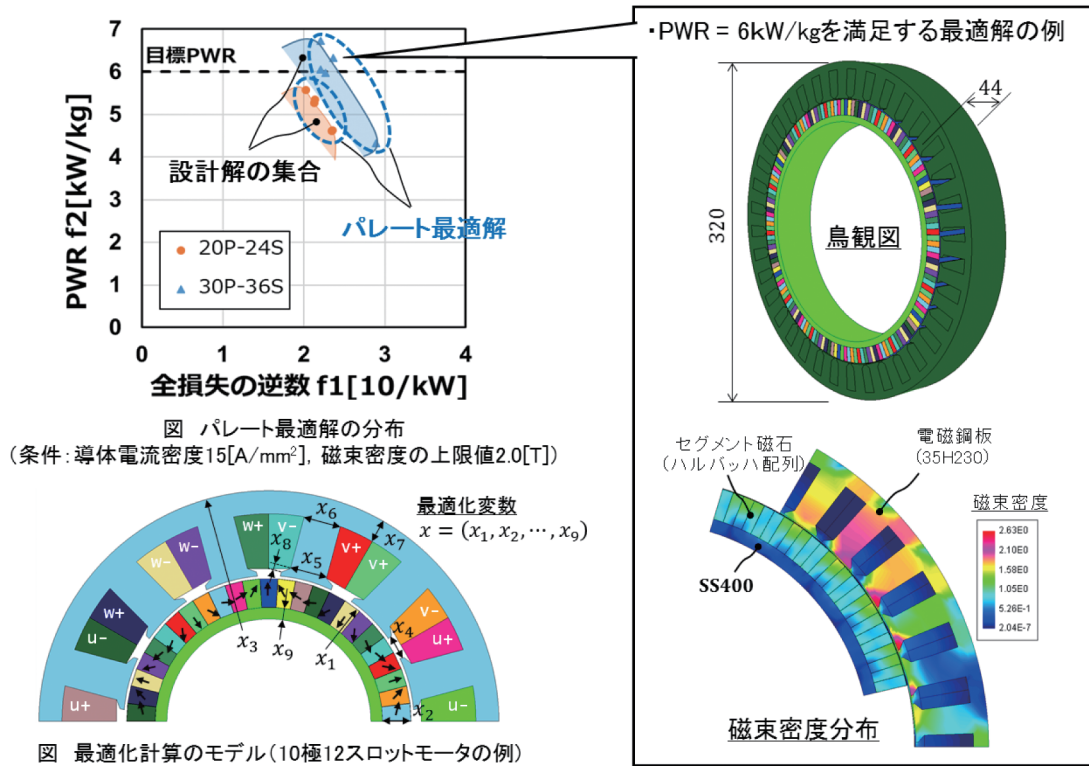 PWR f2[kW/kg]
7
6
5
4
3
2
1
0
目標PWR
設計解の集合
パレート最適解
20P-24S
30P-36S
0
1
2
3
4
全損失の逆数 f1[10/kW]
図 パレート最適解の分布
(条件:導体電流密度15[A/mm²], 磁束密度の上限値2.0[T])
最適化変数
x = (x₁, x₂, ⋯, x₉)
u+
u-
w+
w-
w+
v-
v+
v+
v-
u+
u-
x₁
x₂
x₃
x₄
x₅
x₆
x₇
x₈
x₉
図 最適化計算のモデル(10極12スロットモータの例)
・PWR = 6kW/kgを満足する最適解の例
44
320
鳥観図
セグメント磁石
(ハルバッハ配列)
電磁鋼板
(35H230)
SS400
磁束密度
2.63E0
2.10E0
1.58E0
1.05E0
5.26E-1
2.04E-7
磁束密度分布